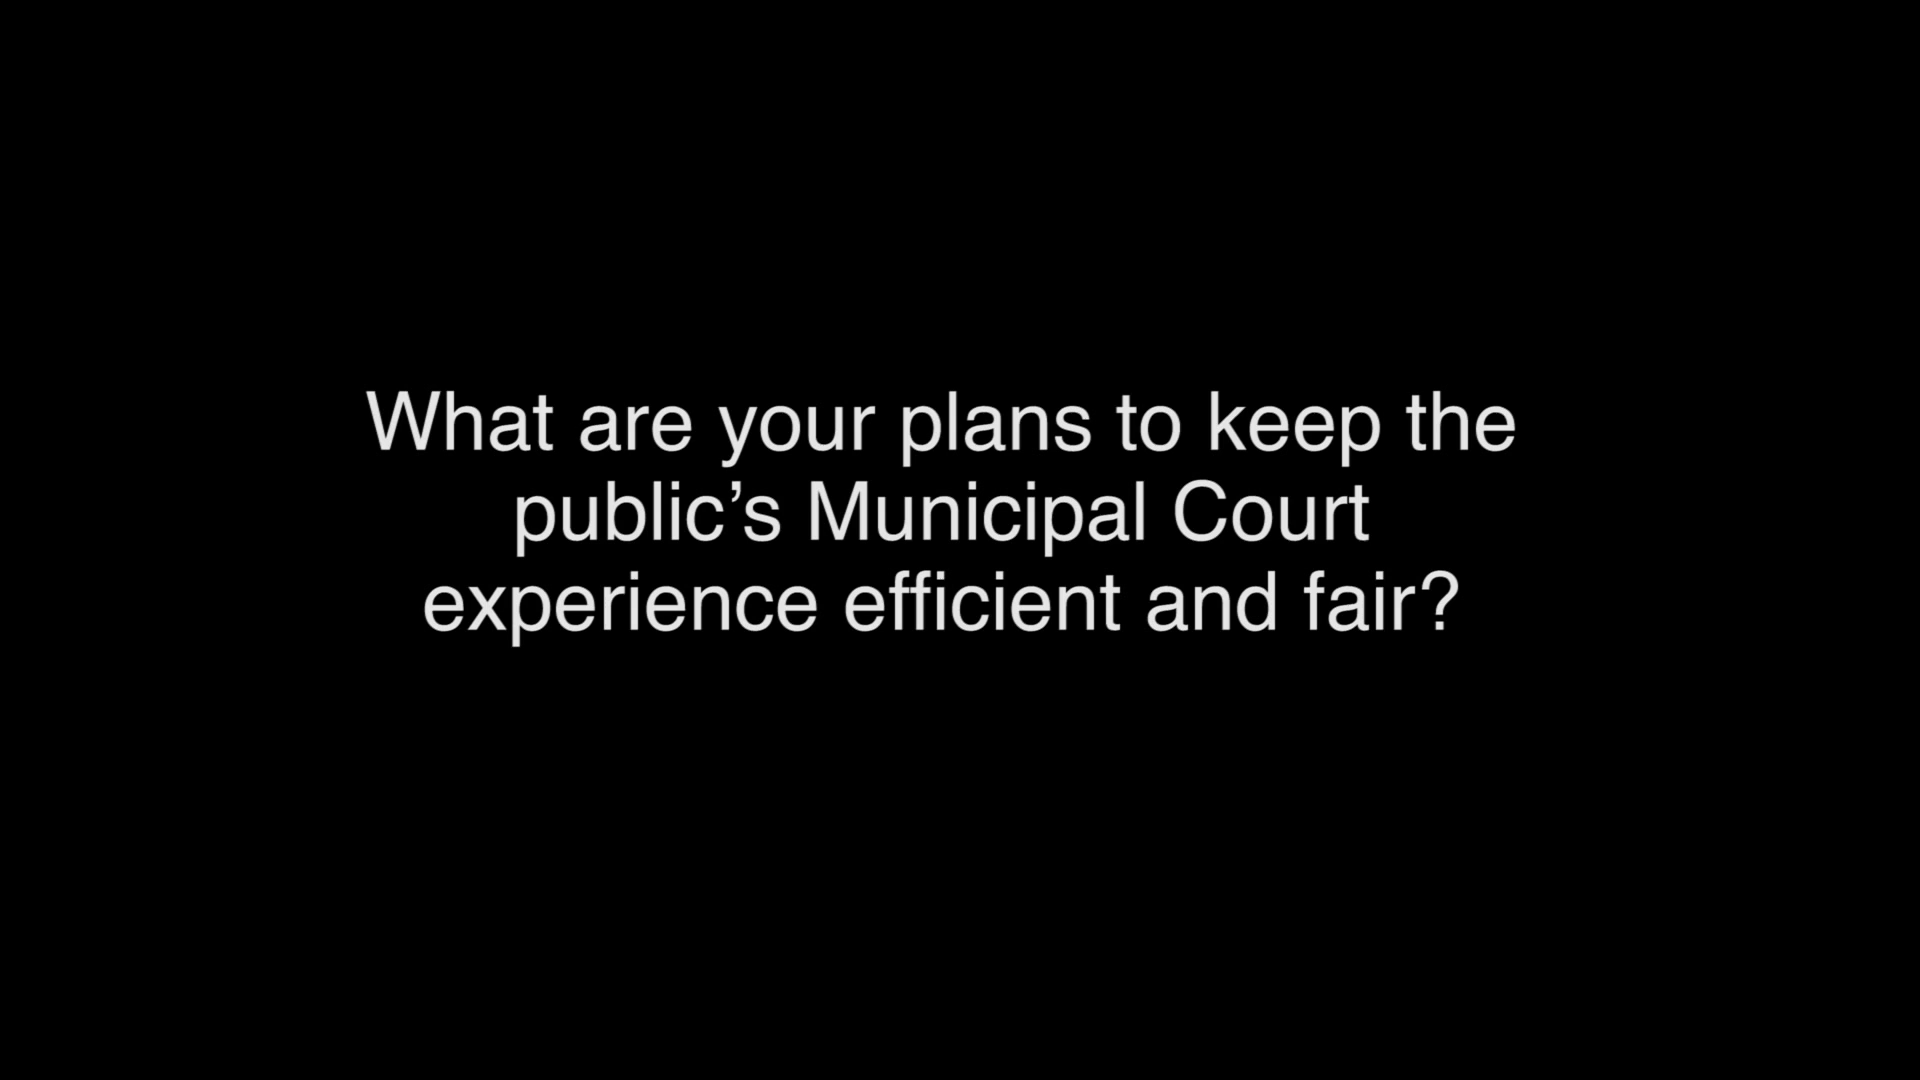 What are your plans to keep the
public’s Municipal Court
experience efficient and fair?